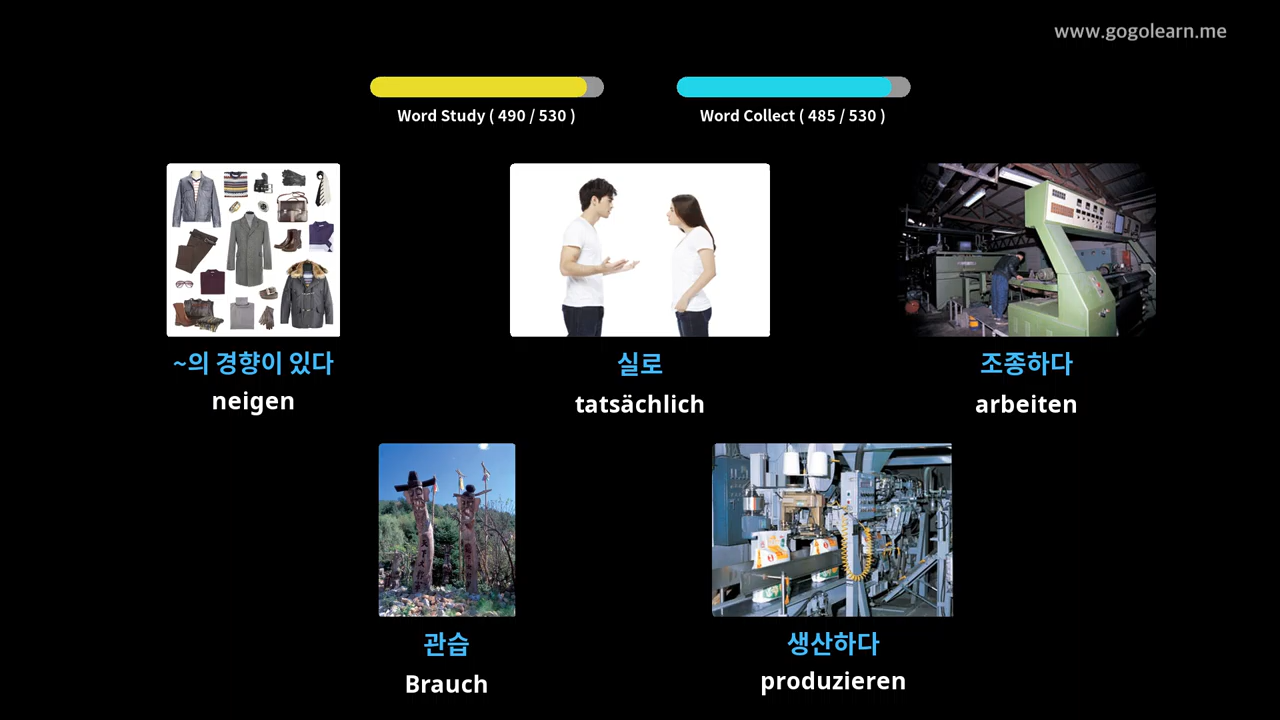 www.gogolearn.me
Word Study ( 490 / 530 )
Word Collect ( 485 / 530 )
~의 경향이 있다
neigen
실로
tatsächlich
조종하다
arbeiten
관습
Brauch
생산하다
produzieren